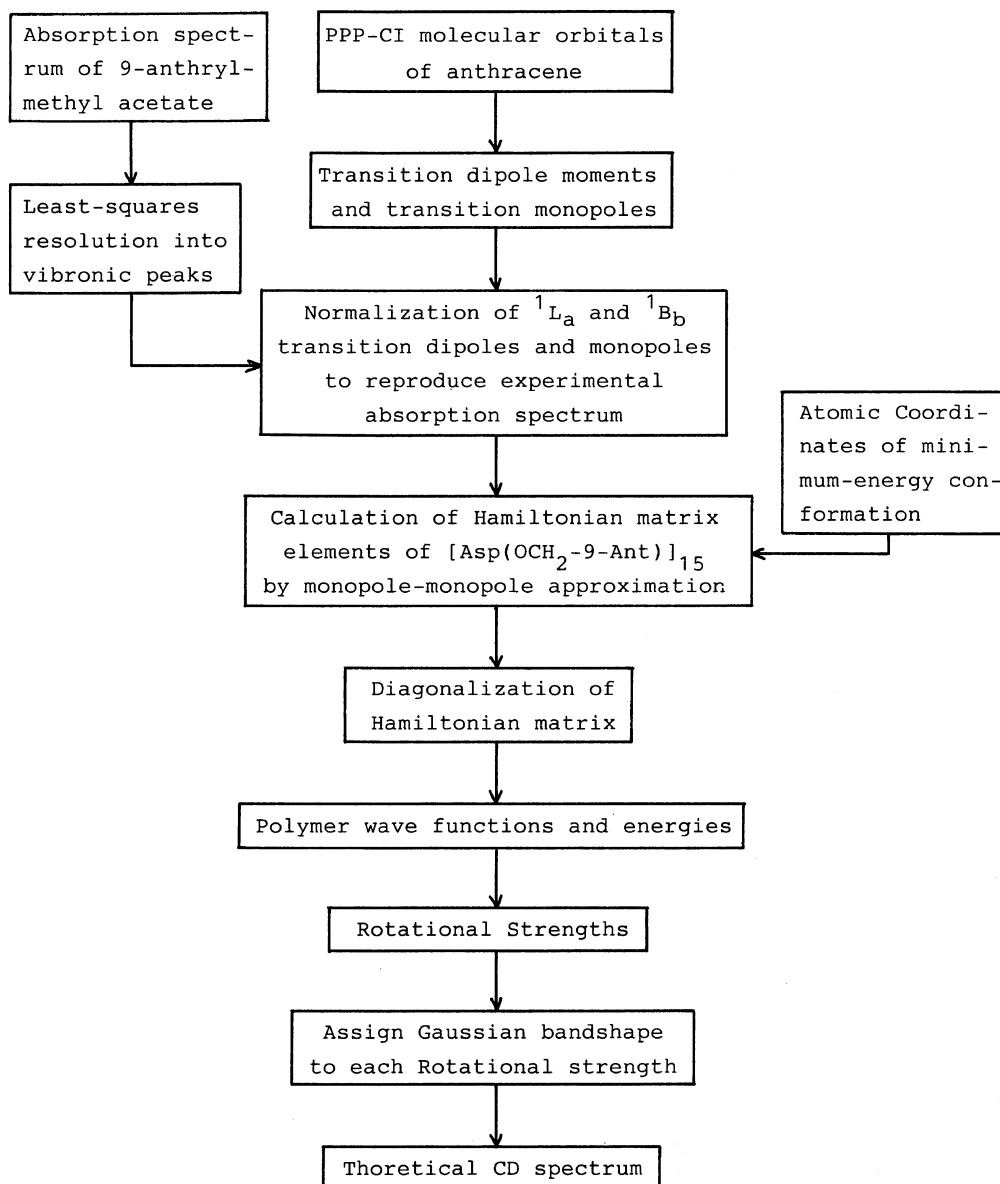 Absorption spect-
rum of 9-anthryl-
methyl acetate
PPP-CI molecular orbitals
of anthracene
Least-squares
resolution into
vibronic peaks
Transition dipole moments
and transition monopoles
Normalization of ¹Lₐ and ¹B_b
transition dipoles and monopoles
to reproduce experimental
absorption spectrum
Atomic Coordi-
nates of mini-
mum-energy con-
formation
Calculation of Hamiltonian matrix
elements of [Asp(OCH₂-9-Ant)]₁₅
by monopole-monopole approximation
Diagonalization of
Hamiltonian matrix
Polymer wave functions and energies
Rotational Strengths
Assign Gaussian bandshape
to each Rotational strength
Thoretical CD spectrum